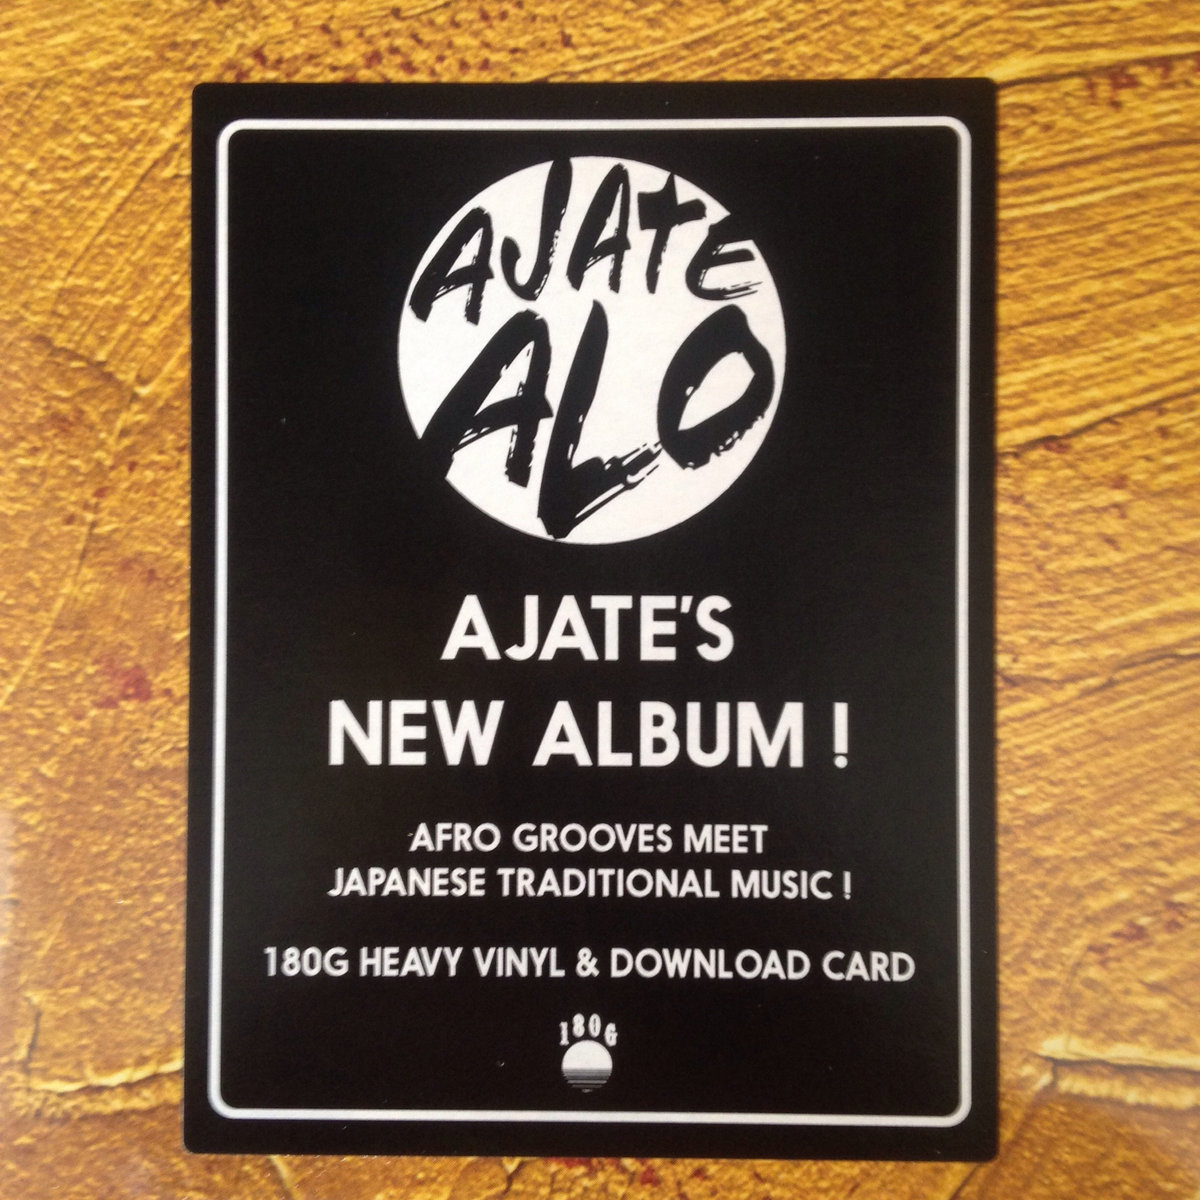 AJATE
ALO
AJATE'S
NEW ALBUM !
AFRO GROOVES MEET
JAPANESE TRADITIONAL MUSIC !
180G HEAVY VINYL & DOWNLOAD CARD
180G